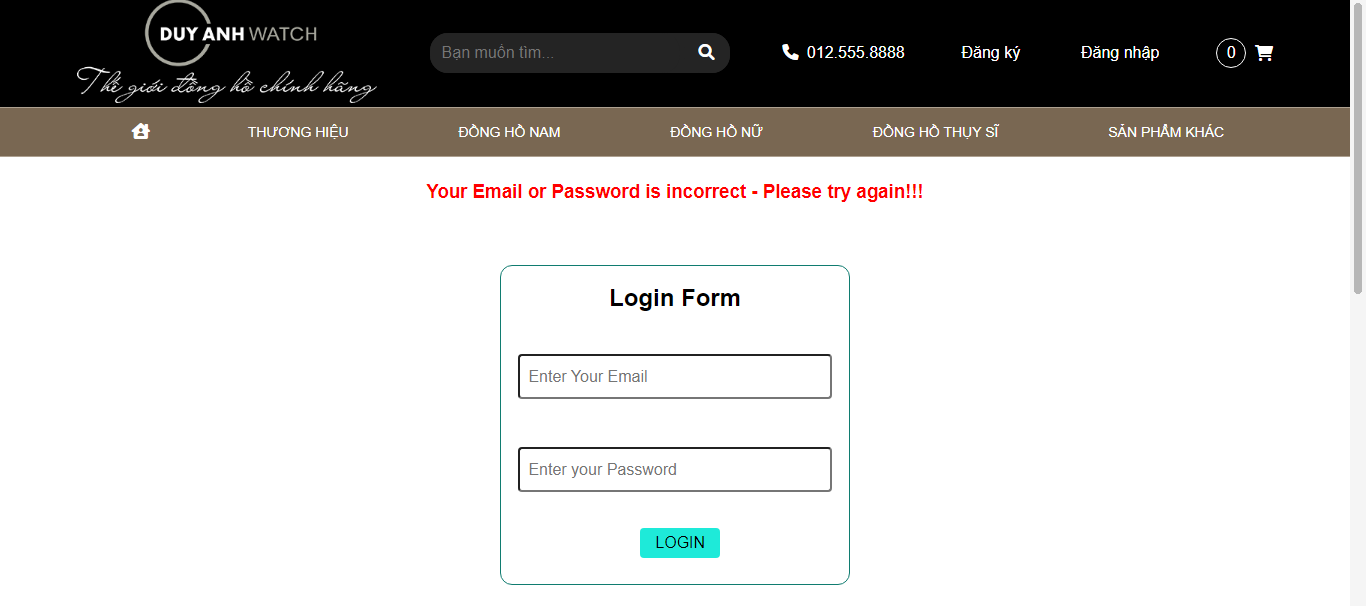 DUY ANH WATCH
Thế giới đồng hồ chính hãng
Bạn muốn tìm...
012.555.8888
Đăng ký
Đăng nhập
0
THƯƠNG HIỆU
ĐỒNG HỒ NAM
ĐỒNG HỒ NỮ
ĐỒNG HỒ THỤY SĨ
SẢN PHẨM KHÁC
Your Email or Password is incorrect - Please try again!!!
Login Form
Enter Your Email
Enter your Password
LOGIN